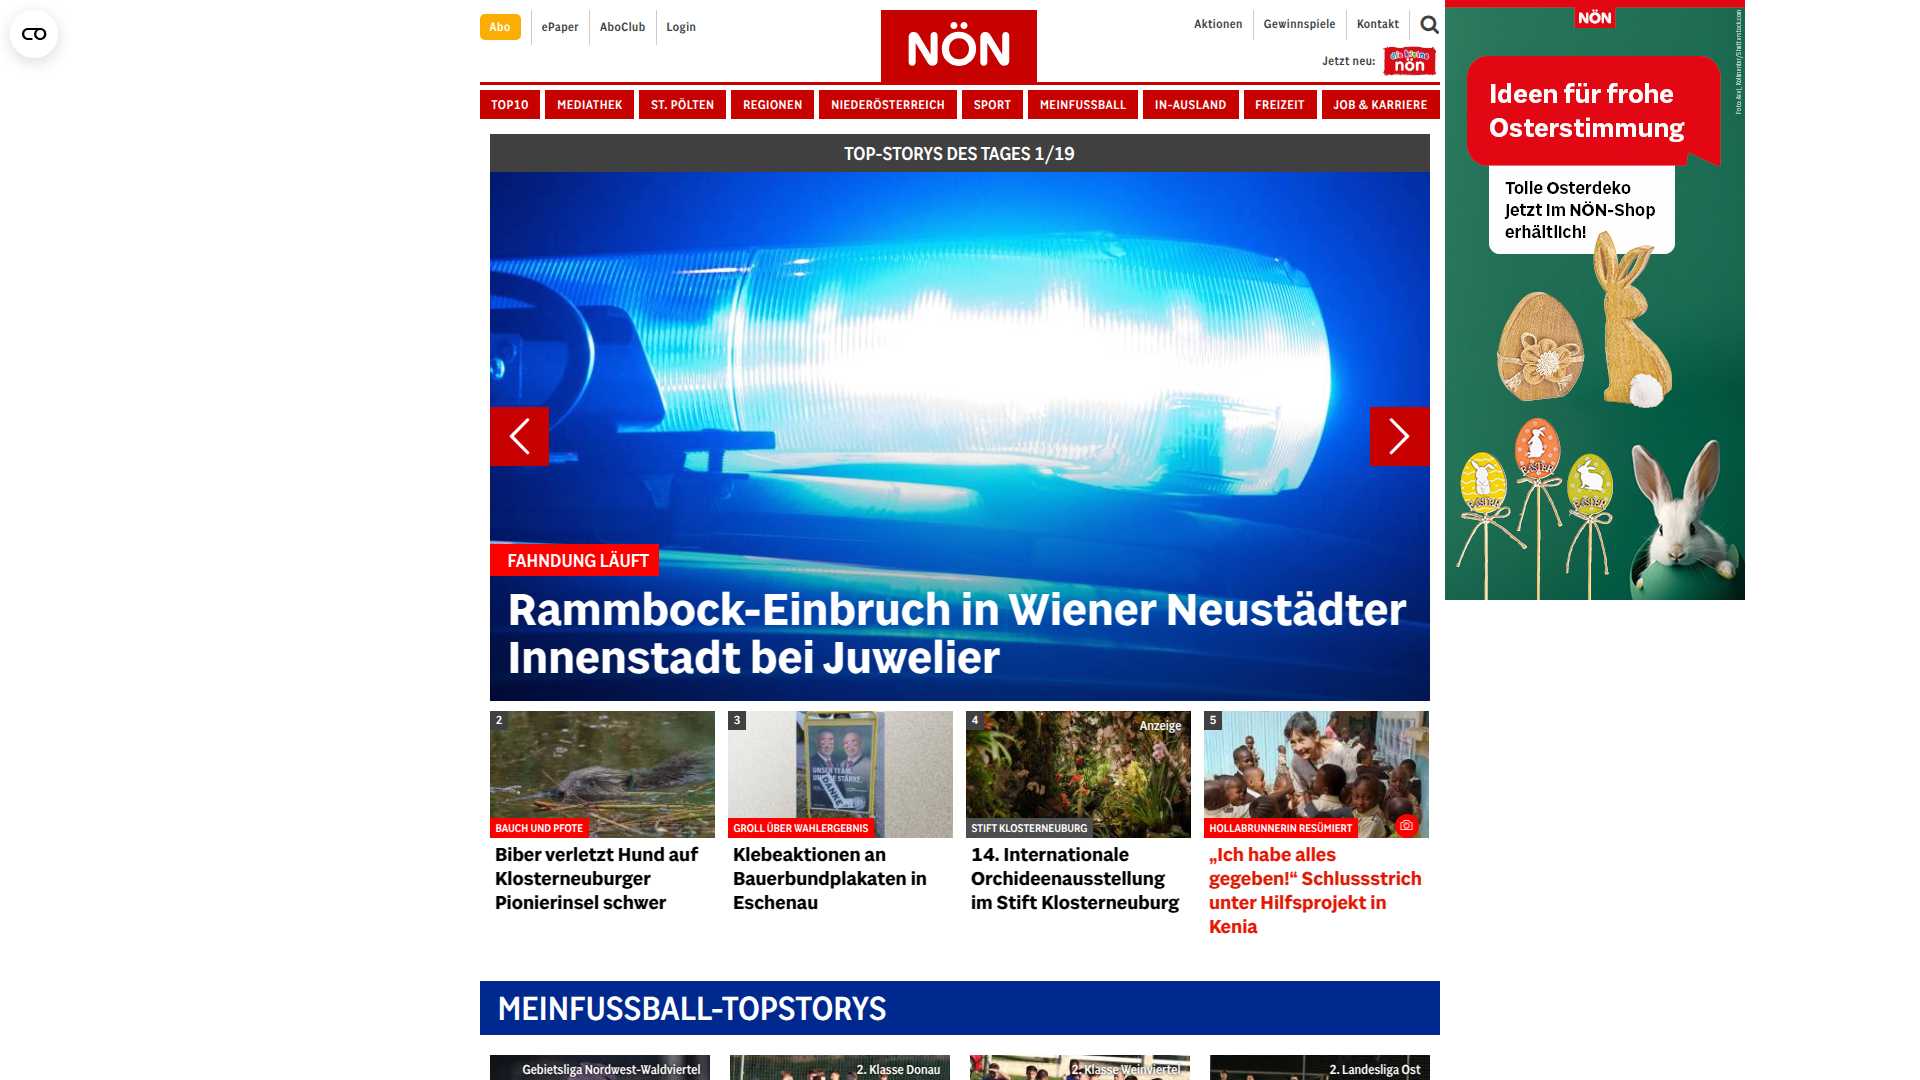 Abo
ePaper
AboClub
Login
NÖN
Aktionen
Gewinnspiele
Kontakt
Jetzt neu:
die kleine
nön
TOP10
MEDIATHEK
ST. PÖLTEN
REGIONEN
NIEDERÖSTERREICH
SPORT
MEINFUSSBALL
IN-AUSLAND
FREIZEIT
JOB & KARRIERE
TOP-STORYS DES TAGES 1/19
FAHNDUNG LÄUFT
Rammbock-Einbruch in Wiener Neustädter
Innenstadt bei Juwelier
2
BAUCH UND PFOTE
Biber verletzt Hund auf
Klosterneuburger
Pionierinsel schwer
3
UNSER TEAM.
GROLL ÜBER WAHLERGEBNIS
Klebeaktionen an
Bauerbundplakaten in
Eschenau
4
Anzeige
STIFT KLOSTERNEUBURG
14. Internationale
Orchideenausstellung
im Stift Klosterneuburg
5
HOLLABRUNNERIN RESÜMIERT
„Ich habe alles
gegeben!“ Schlussstrich
unter Hilfsprojekt in
Kenia
MEINFUSSBALL-TOPSTORYS
Gebietsliga Nordwest-Waldviertel
2. Klasse Donau
2. Klasse Weinviertel
2. Landesliga Ost
NÖN
Ideen für frohe
Osterstimmung
Tolle Osterdeko
jetzt im NÖN-Shop
erhältlich!
EASTER
EASTER
EASTER